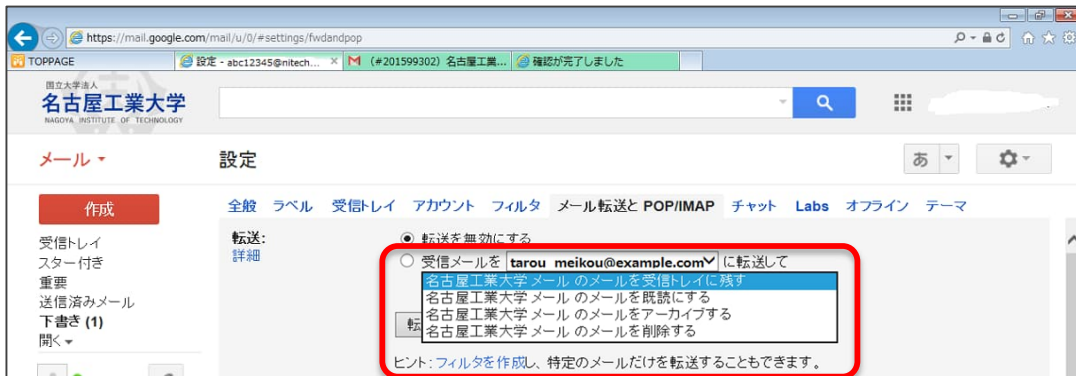 https://mail.google.com/mail/u/0/#settings/fwdandpop
TOPPAGE
設定 - abc12345@nitech...
(#201599302) 名古屋工業...
確認が完了しました
国立大学法人
名古屋工業大学
NAGOYA INSTITUTE OF TECHNOLOGY
メール
設定
あ
作成
全般 ラベル 受信トレイ アカウント フィルタ メール転送と POP/IMAP チャット Labs オフライン テーマ
受信トレイ
スター付き
重要
送信済みメール
下書き (1)
開く
転送:
詳細
転送を無効にする
受信メールを tarou_meikou@example.com に転送して
名古屋工業大学 メール のメールを受信トレイに残す
名古屋工業大学 メール のメールを既読にする
名古屋工業大学 メール のメールをアーカイブする
名古屋工業大学 メール のメールを削除する
転
ヒント: フィルタを作成し、特定のメールだけを転送することもできます。